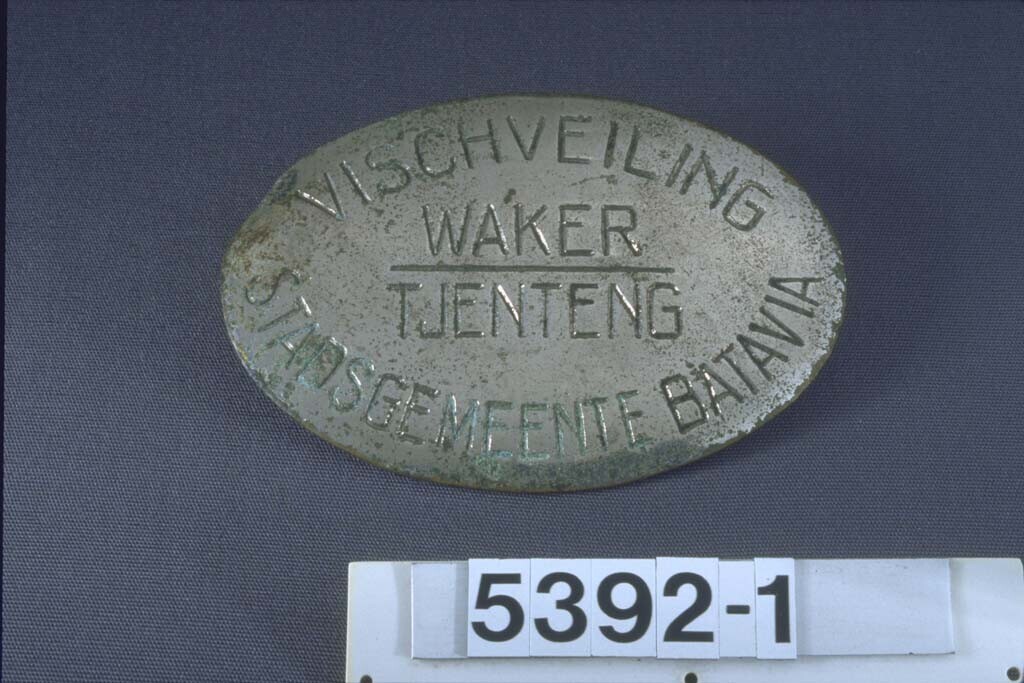 VISCHVEILING
WAKER
TJENTENG
STADSGEMEENTE BATAVIA
5392-1